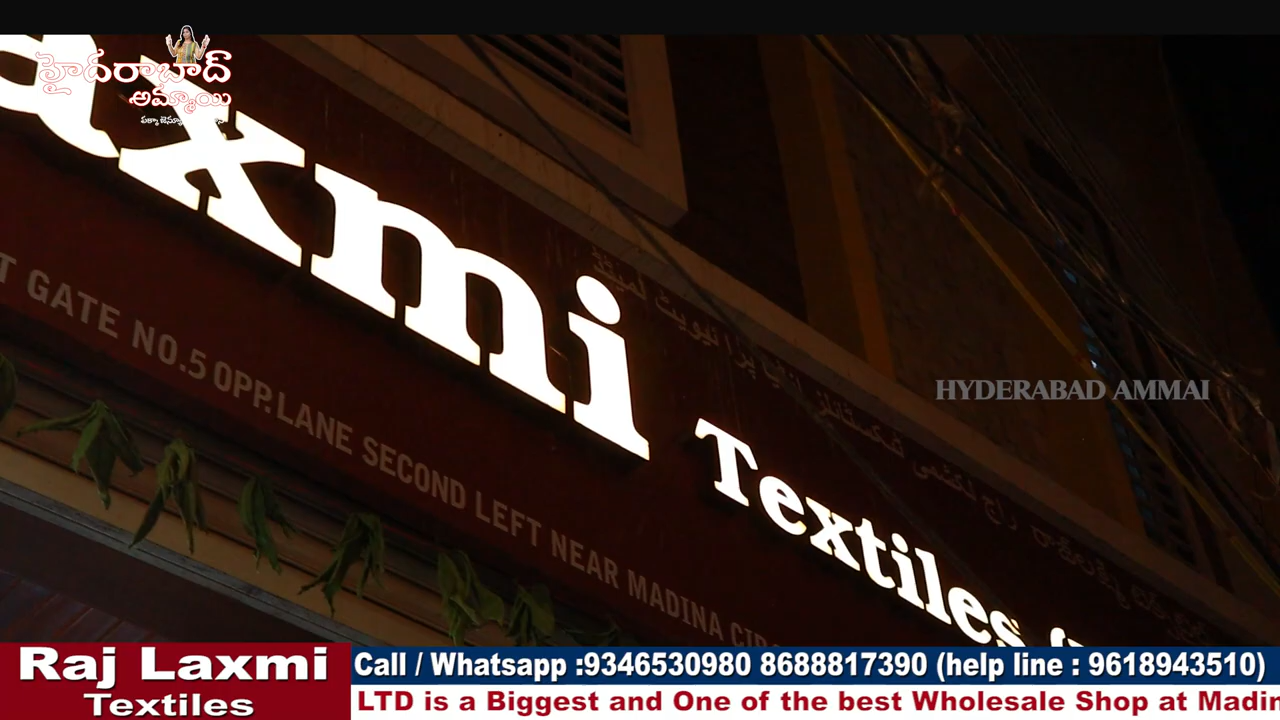 హైదరాబాద్
అమ్మాయి
axmi
T GATE NO.5 OPP. LANE SECOND LEFT NEAR MADINA
Textiles
HYDERABAD AMMAI
Raj Laxmi
Textiles
Call / Whatsapp :9346530980 8688817390 (help line : 9618943510)
LTD is a Biggest and One of the best Wholesale Shop at Madin